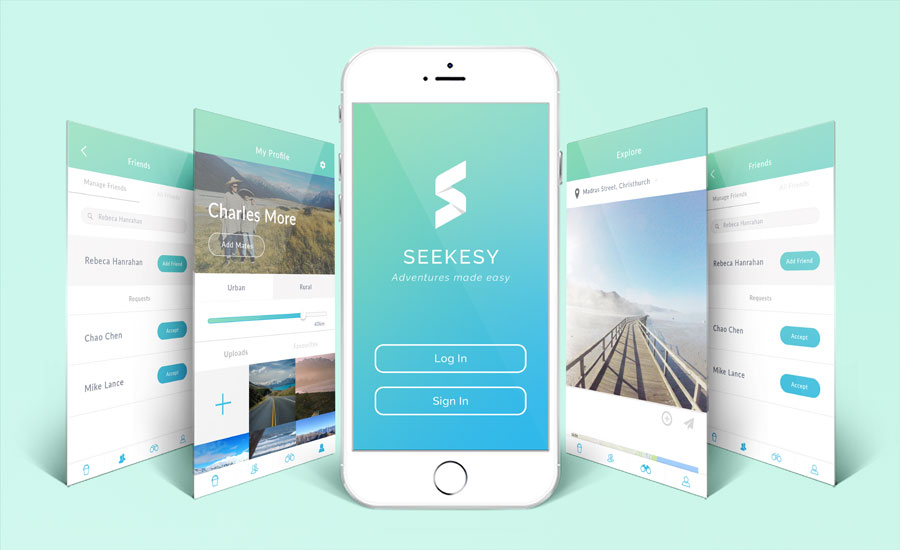 Friends
Manage Friends
All Friends
Rebeca Hanrahan
Rebeca Hanrahan
Add Friend
Requests
Chao Chen
Accept
Mike Lance
Accept
My Profile
Charles More
Add Mates
Urban
Rural
Uploads
Favourites
SEEKESY
Adventures made easy
Log In
Sign In
Explore
Madras Street, Christchurch
Friends
Manage Friends
All Friends
Rebeca Hanrahan
Rebeca Hanrahan
Add Friend
Requests
Chao Chen
Accept
Mike Lance
Accept